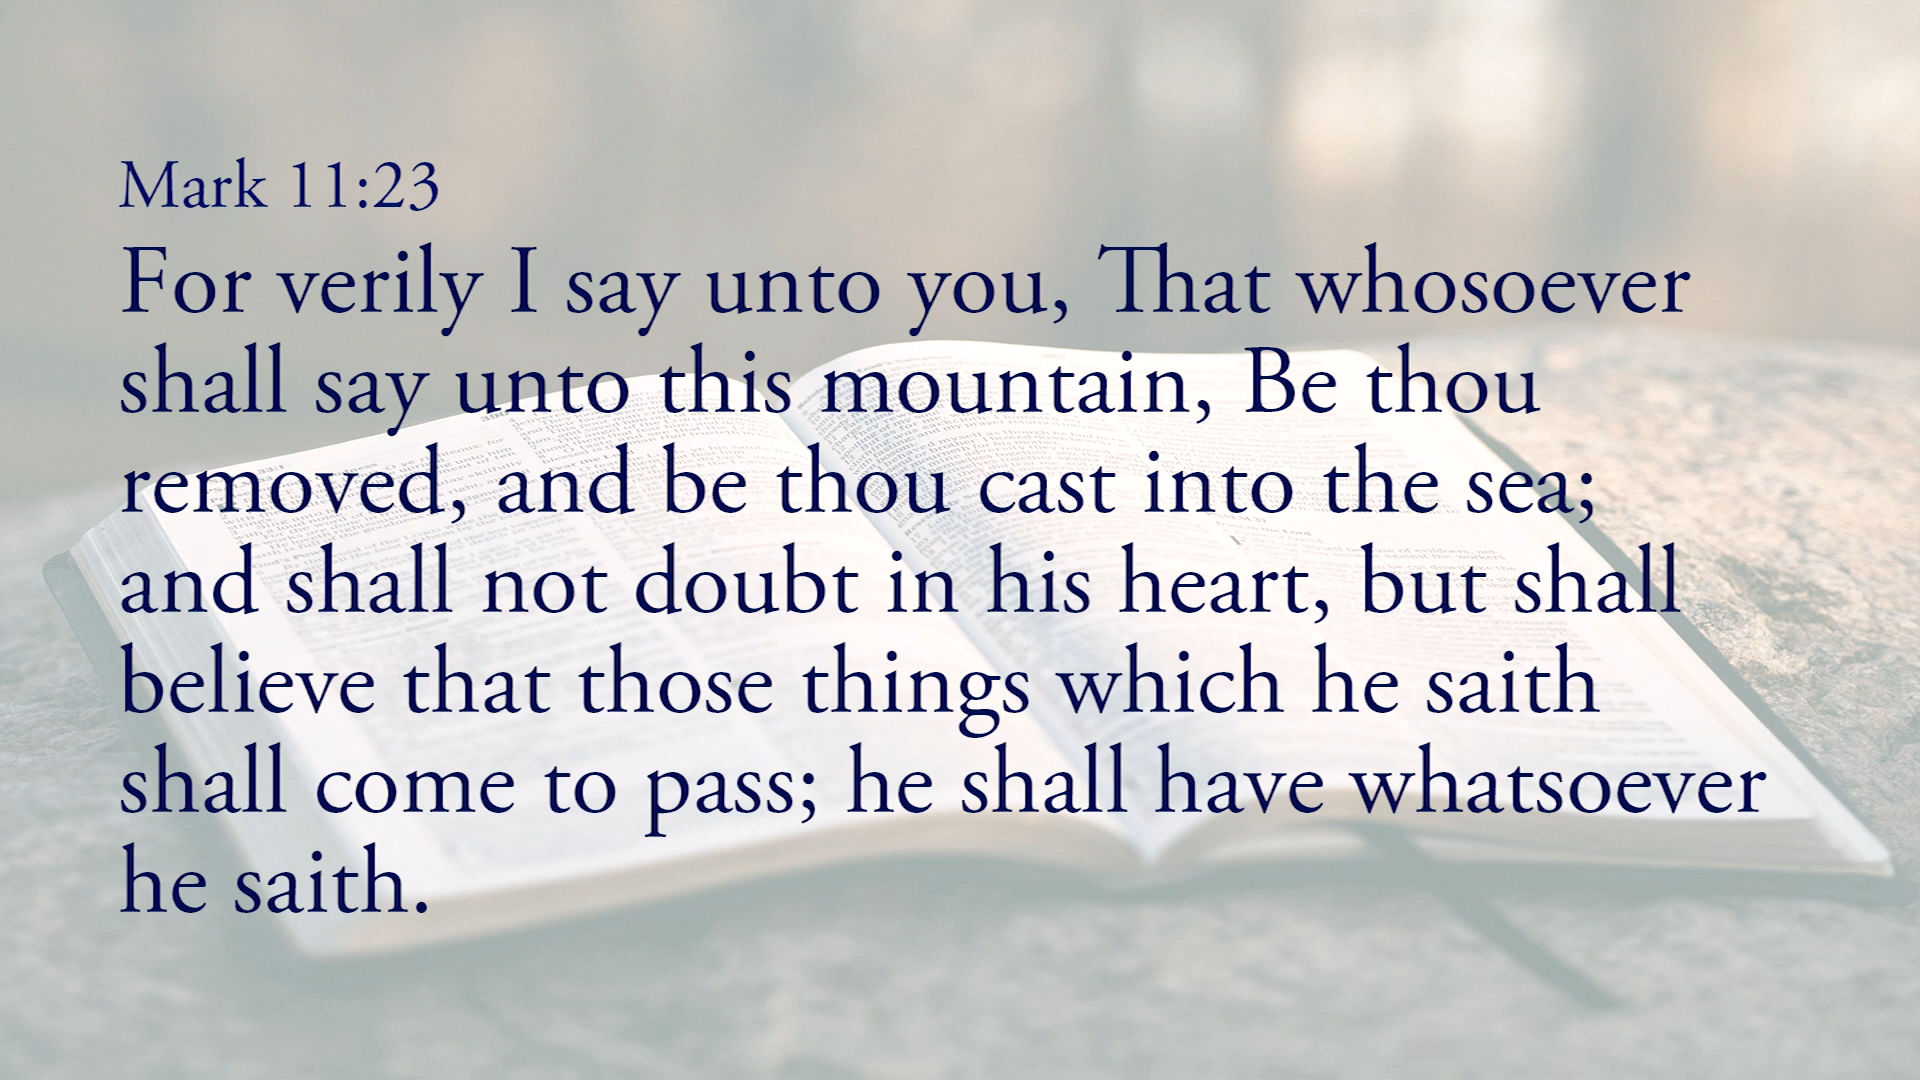 Mark 11:23
For verily I say unto you, That whosoever
shall say unto this mountain, Be thou
removed, and be thou cast into the sea;
and shall not doubt in his heart, but shall
believe that those things which he saith
shall come to pass; he shall have whatsoever
he saith.